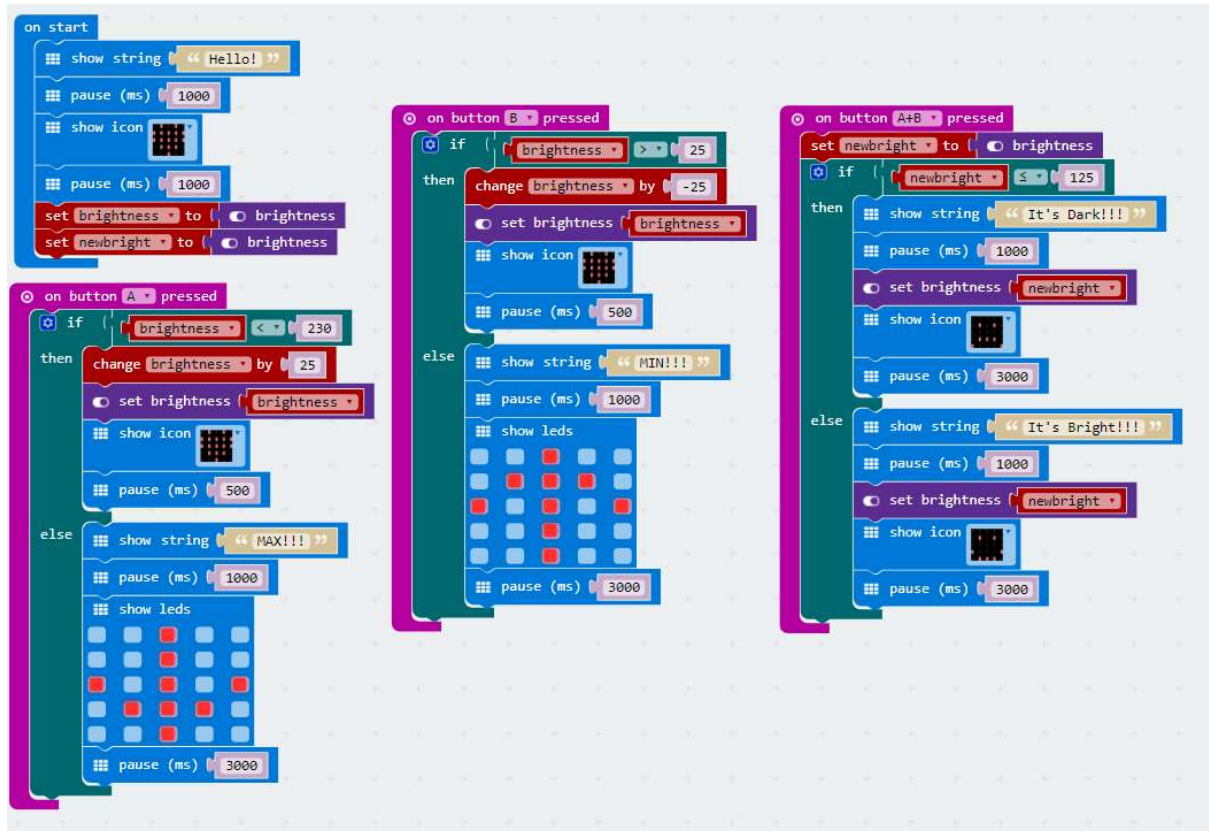 on start
show string “ Hello! ”
pause (ms) 1000
show icon
pause (ms) 1000
set brightness to brightness
set newbright to brightness
on button A pressed
if brightness < 230
then change brightness by 25
set brightness brightness
show icon
pause (ms) 500
else show string “ MAX!!! ”
pause (ms) 1000
show leds
pause (ms) 3000
on button B pressed
if brightness > 25
then change brightness by -25
set brightness brightness
show icon
pause (ms) 500
else show string “ MIN!!! ”
pause (ms) 1000
show leds
pause (ms) 3000
on button A+B pressed
set newbright to brightness
if newbright ≤ 125
then show string “ It's Dark!!! ”
pause (ms) 1000
set brightness newbright
show icon
pause (ms) 3000
else show string “ It's Bright!!! ”
pause (ms) 1000
set brightness newbright
show icon
pause (ms) 3000